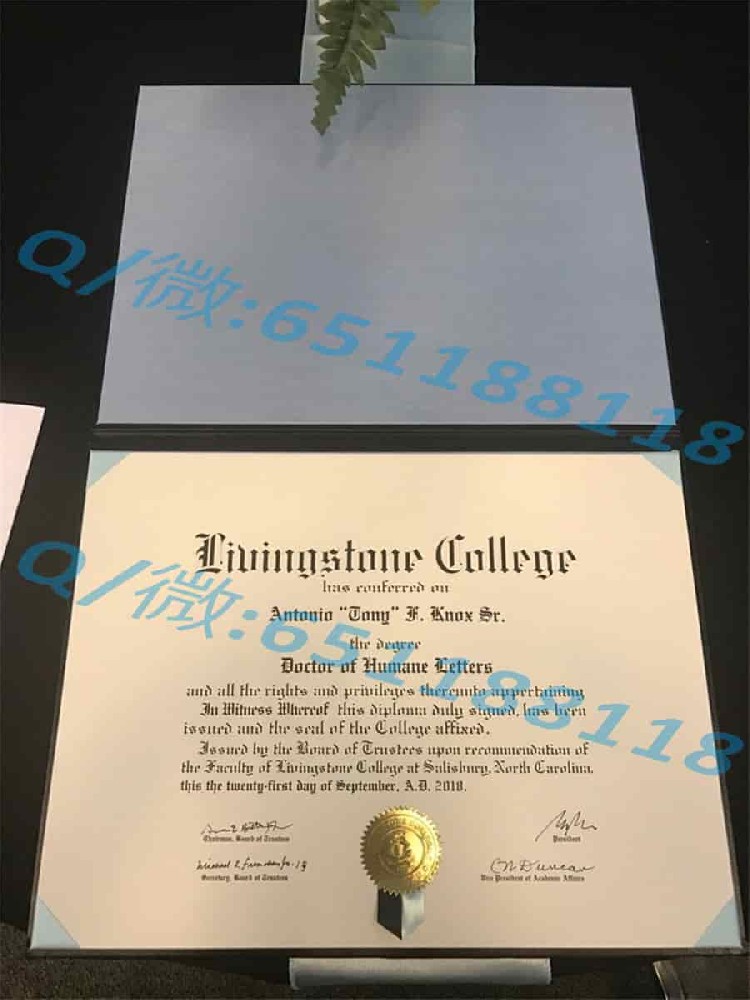 Q/微:651188118
Livingstone College
has conferred on
Antonio "Tony" F. Knox Sr.
the degree
Doctor of Humane Letters
and all the rights and privileges thereunto appertaining
In Witness Whereof this diploma duly signed, has been
issued and the seal of the College affixed.
Issued by the Board of Trustees upon recommendation of
the Faculty of Livingstone College at Salisbury, North Carolina,
this the twenty-first day of September, A.D. 2018.
Q/微:651188118
Chairman, Board of Trustees
President
Secretary, Board of Trustees
Vice President of Academic Affairs